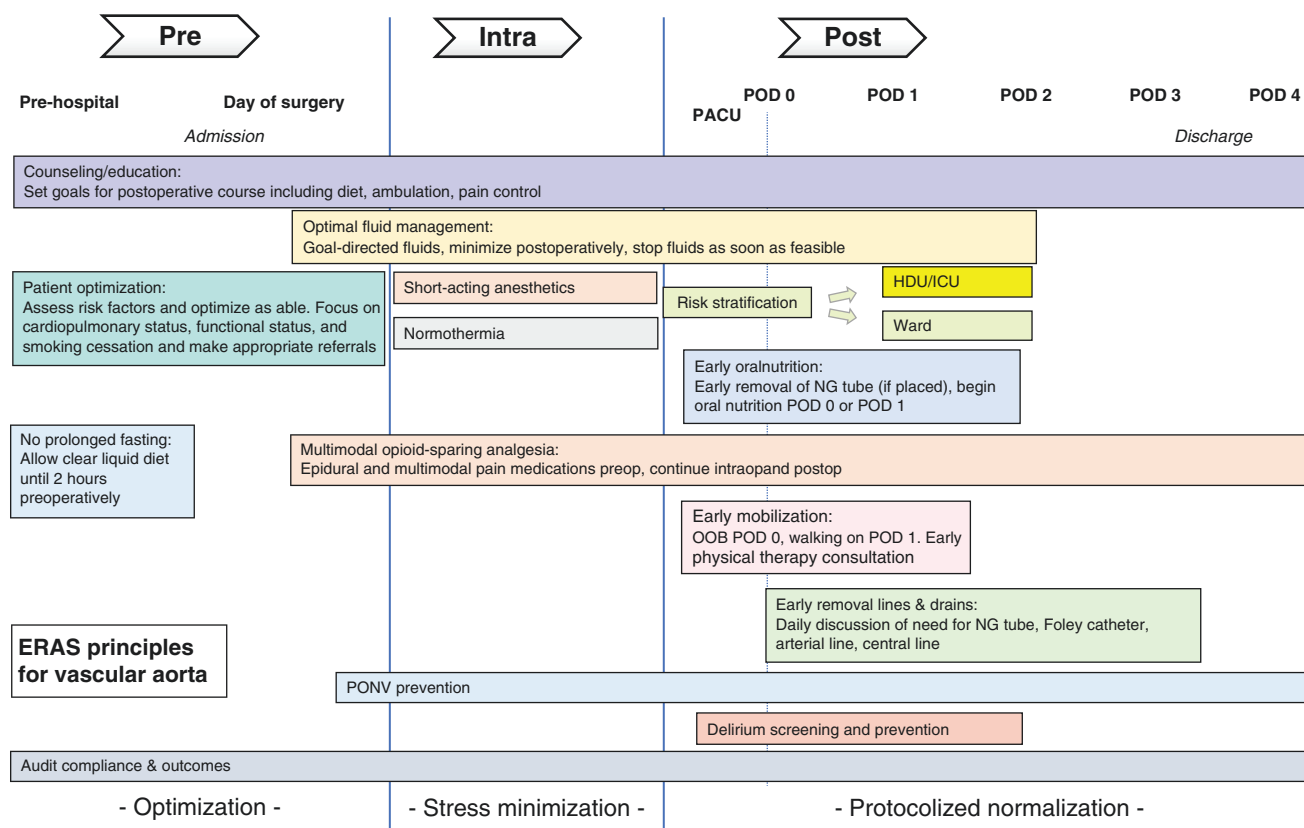 Pre
Intra
Post
Pre-hospital
Day of surgery
POD 0
POD 1
POD 2
POD 3
POD 4
PACU
Admission
Discharge
Counseling/education:
Set goals for postoperative course including diet, ambulation, pain control
Optimal fluid management:
Goal-directed fluids, minimize postoperatively, stop fluids as soon as feasible
Patient optimization:
Assess risk factors and optimize as able. Focus on
cardiopulmonary status, functional status, and
smoking cessation and make appropriate referrals
Short-acting anesthetics
Normothermia
Risk stratification
HDU/ICU
Ward
Early oralnutrition:
Early removal of NG tube (if placed), begin
oral nutrition POD 0 or POD 1
No prolonged fasting:
Allow clear liquid diet
until 2 hours
preoperatively
Multimodal opioid-sparing analgesia:
Epidural and multimodal pain medications preop, continue intraopand postop
Early mobilization:
OOB POD 0, walking on POD 1. Early
physical therapy consultation
Early removal lines & drains:
Daily discussion of need for NG tube, Foley catheter,
arterial line, central line
ERAS principles
for vascular aorta
PONV prevention
Delirium screening and prevention
Audit compliance & outcomes
- Optimization -
- Stress minimization -
- Protocolized normalization -